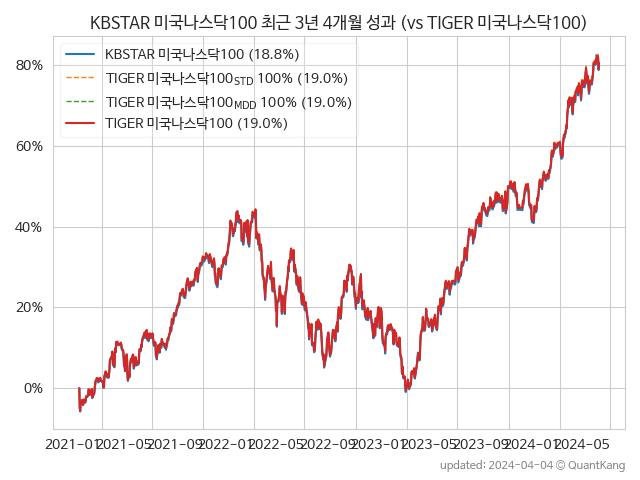 KBSTAR 미국나스닥100 최근 3년 4개월 성과 (vs TIGER 미국나스닥100)
KBSTAR 미국나스닥100 (18.8%)
TIGER 미국나스닥100STD 100% (19.0%)
TIGER 미국나스닥100MDD 100% (19.0%)
TIGER 미국나스닥100 (19.0%)
80%
60%
40%
20%
0%
2021-01 2021-05 2021-09 2022-01 2022-05 2022-09 2023-01 2023-05 2023-09 2024-01 2024-05
updated: 2024-04-04 © QuantKang